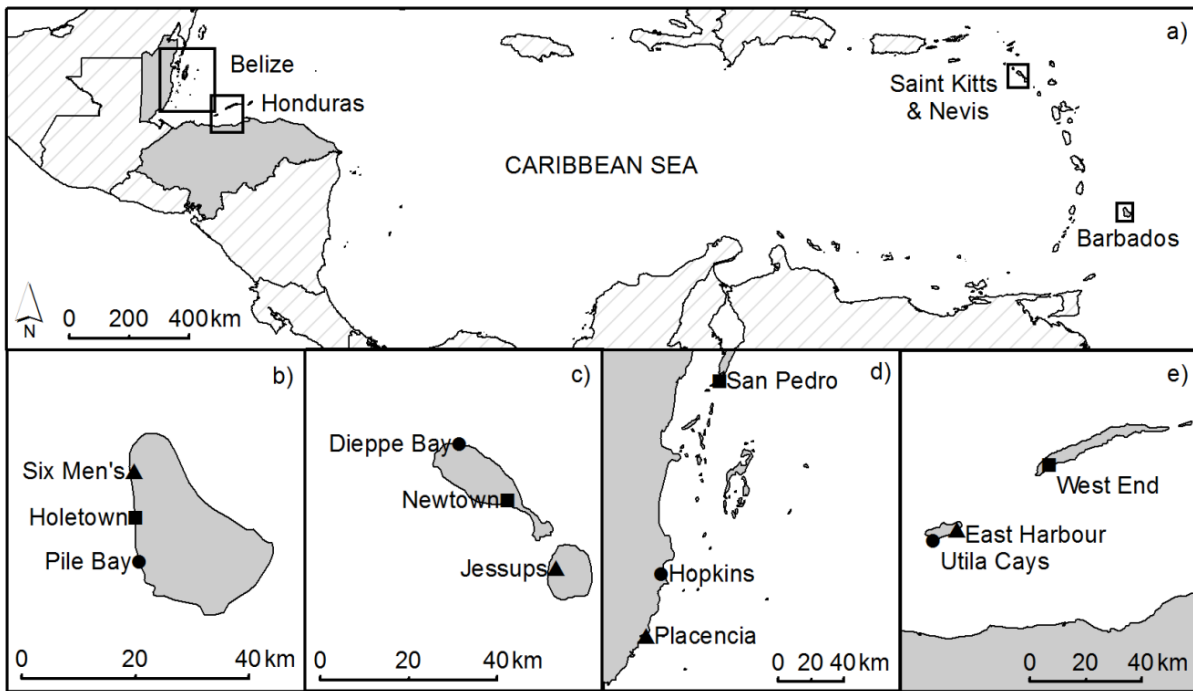 a)
Belize
Honduras
Saint Kitts
& Nevis
CARIBBEAN SEA
Barbados
N
0 200 400 km
b)
Six Men's
Holetown
Pile Bay
0 20 40 km
c)
Dieppe Bay
Newtown
Jessups
0 20 40 km
d)
San Pedro
Hopkins
Placencia
0 20 40 km
e)
West End
East Harbour
Utila Cays
0 20 40 km